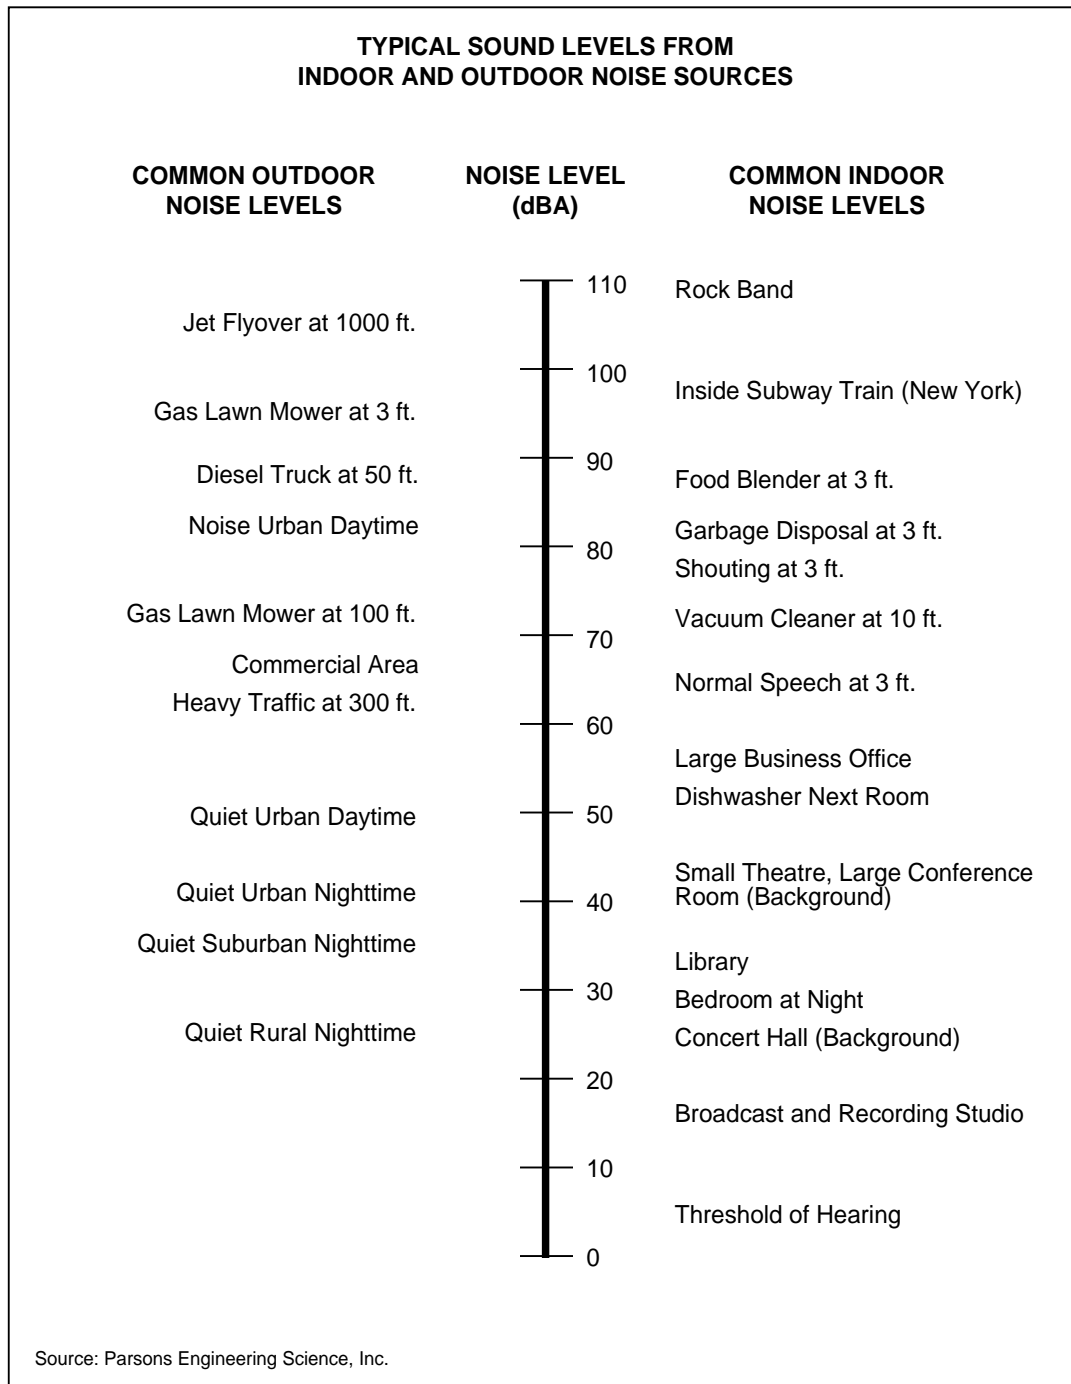 TYPICAL SOUND LEVELS FROM
INDOOR AND OUTDOOR NOISE SOURCES
COMMON OUTDOOR
NOISE LEVELS
NOISE LEVEL
(dBA)
COMMON INDOOR
NOISE LEVELS
110
Rock Band
Jet Flyover at 1000 ft.
100
Inside Subway Train (New York)
Gas Lawn Mower at 3 ft.
90
Diesel Truck at 50 ft.
Food Blender at 3 ft.
Noise Urban Daytime
Garbage Disposal at 3 ft.
80
Shouting at 3 ft.
Gas Lawn Mower at 100 ft.
Vacuum Cleaner at 10 ft.
70
Commercial Area
Normal Speech at 3 ft.
Heavy Traffic at 300 ft.
60
Large Business Office
Dishwasher Next Room
Quiet Urban Daytime
50
Small Theatre, Large Conference
Room (Background)
Quiet Urban Nighttime
40
Quiet Suburban Nighttime
Library
30
Bedroom at Night
Quiet Rural Nighttime
Concert Hall (Background)
20
Broadcast and Recording Studio
10
Threshold of Hearing
0
Source: Parsons Engineering Science, Inc.